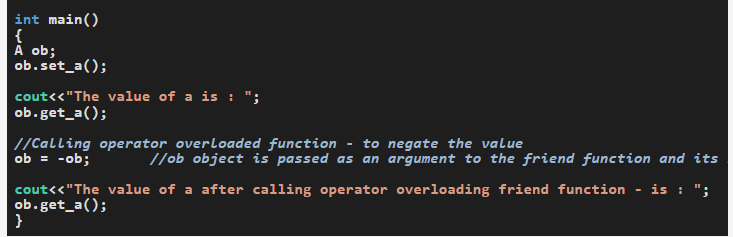 int main()
{
A ob;
ob.set_a();
cout<<"The value of a is : ";
ob.get_a();
//Calling operator overloaded function - to negate the value
ob = -ob;       //ob object is passed as an argument to the friend function and its
cout<<"The value of a after calling operator overloading friend function - is : ";
ob.get_a();
}